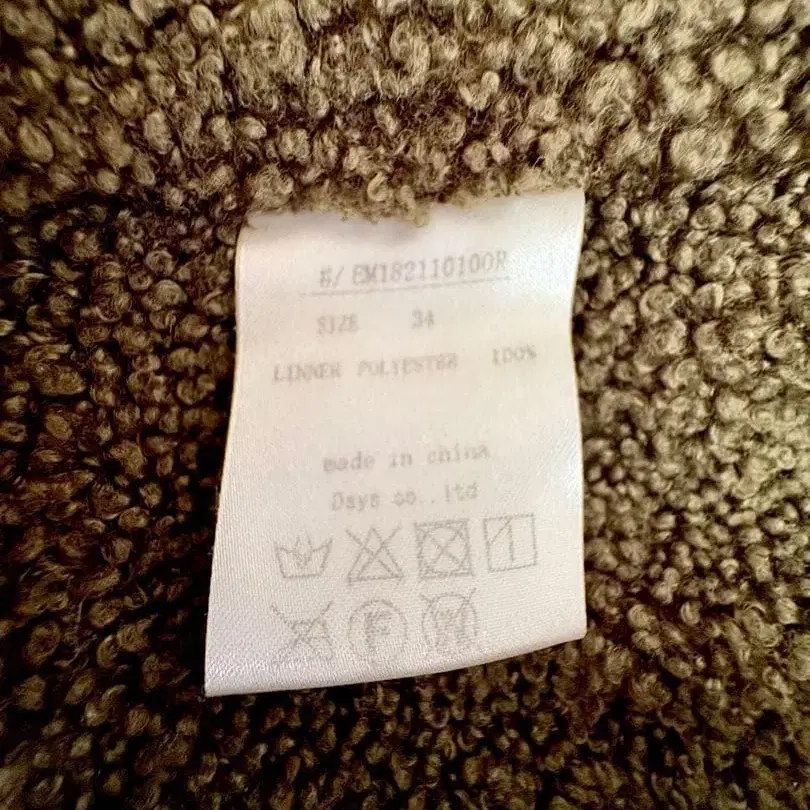 #/ EM182110100R
SIZE 34
LINNER POLYESTER 100%
made in china
Days co.,ltd
F
W